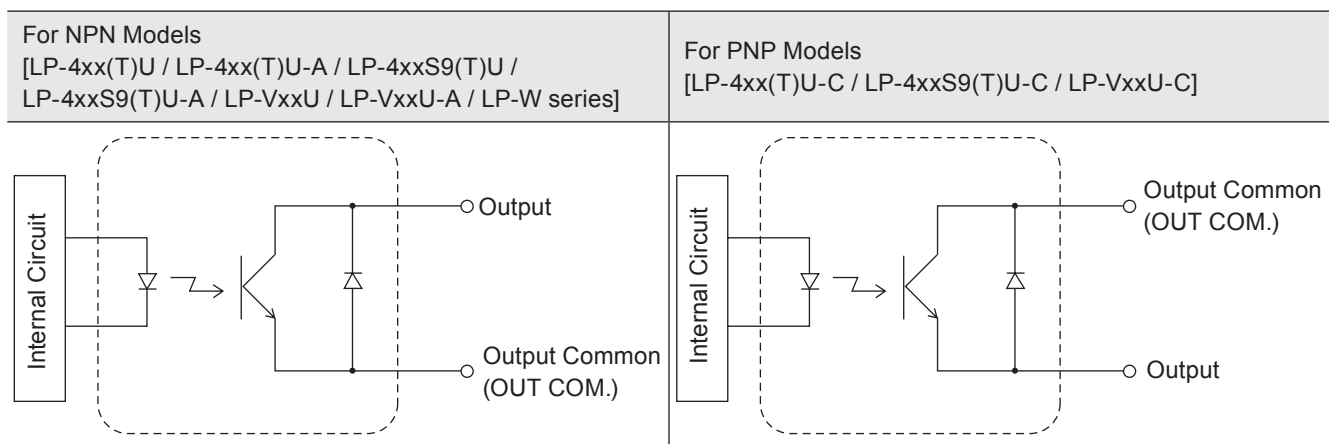 For NPN Models
[LP-4xx(T)U / LP-4xx(T)U-A / LP-4xxS9(T)U /
LP-4xxS9(T)U-A / LP-VxxU / LP-VxxU-A / LP-W series]
For PNP Models
[LP-4xx(T)U-C / LP-4xxS9(T)U-C / LP-VxxU-C]
Internal Circuit
Output
Output Common
(OUT COM.)
Internal Circuit
Output Common
(OUT COM.)
Output